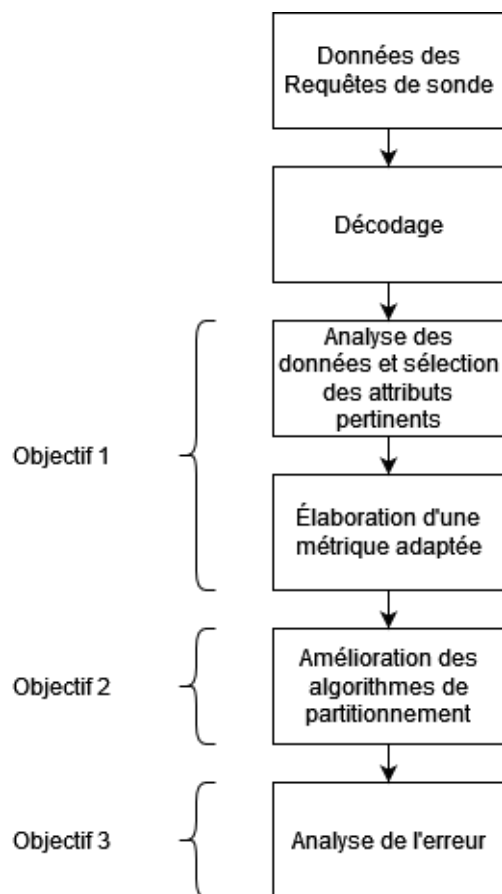 Données des
Requêtes de sonde
Décodage
Analyse des
données et sélection
des attributs
pertinents
Objectif 1
Élaboration d'une
métrique adaptée
Objectif 2
Amélioration des
algorithmes de
partitionnement
Objectif 3
Analyse de l'erreur